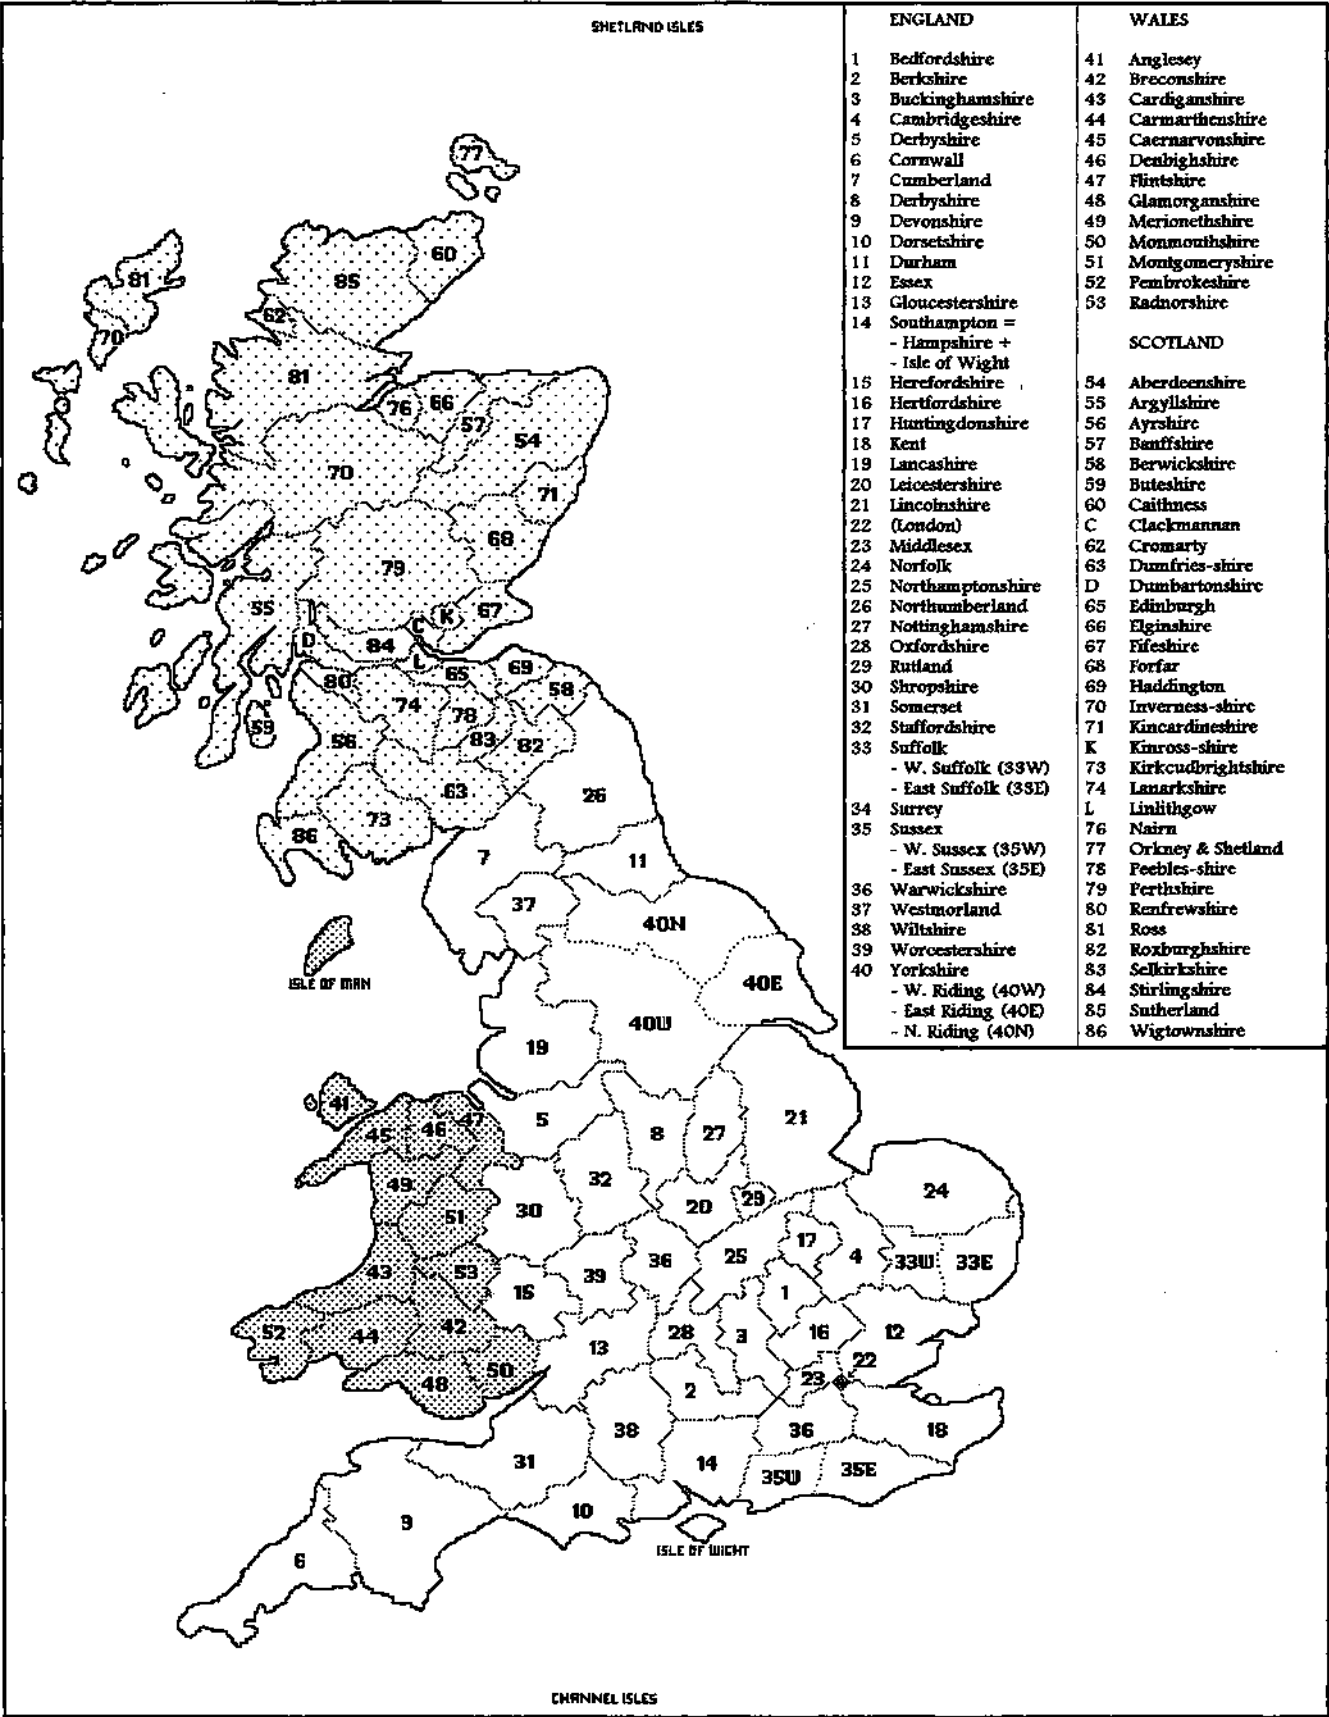 SHETLAND ISLES
ENGLAND
1 Bedfordshire
2 Berkshire
3 Buckinghamshire
4 Cambridgeshire
5 Derbyshire
6 Cornwall
7 Cumberland
8 Derbyshire
9 Devonshire
10 Dorsetshire
11 Durham
12 Essex
13 Gloucestershire
14 Southampton =
- Hampshire +
- Isle of Wight
15 Herefordshire
16 Hertfordshire
17 Huntingdonshire
18 Kent
19 Lancashire
20 Leicestershire
21 Lincolnshire
22 (London)
23 Middlesex
24 Norfolk
25 Northamptonshire
26 Northumberland
27 Nottinghamshire
28 Oxfordshire
29 Rutland
30 Shropshire
31 Somerset
32 Staffordshire
33 Suffolk
- W. Suffolk (33W)
- East Suffolk (33E)
34 Surrey
35 Sussex
- W. Sussex (35W)
- East Sussex (35E)
36 Warwickshire
37 Westmorland
38 Wiltshire
39 Worcestershire
40 Yorkshire
- W. Riding (40W)
- East Riding (40E)
- N. Riding (40N)
WALES
41 Anglesey
42 Breconshire
43 Cardiganshire
44 Carmarthenshire
45 Caernarvonshire
46 Denbighshire
47 Flintshire
48 Glamorganshire
49 Merionethshire
50 Monmouthshire
51 Montgomeryshire
52 Pembrokeshire
53 Radnorshire
SCOTLAND
54 Aberdeenshire
55 Argyllshire
56 Ayrshire
57 Banffshire
58 Berwickshire
59 Buteshire
60 Caithness
C Clackmannan
62 Cromarty
63 Dumfries-shire
D Dumbartonshire
65 Edinburgh
66 Elginshire
67 Fifeshire
68 Forfar
69 Haddington
70 Inverness-shire
71 Kincardineshire
K Kinross-shire
73 Kirkcudbrightshire
74 Lanarkshire
L Linlithgow
76 Nairn
77 Orkney & Shetland
78 Peebles-shire
79 Perthshire
80 Renfrewshire
81 Ross
82 Roxburghshire
83 Selkirkshire
84 Stirlingshire
85 Sutherland
86 Wigtownshire
77
60
81
85
62
70
81
76
66
57
54
70
71
68
79
55
K
67
C
D
84
L
69
80
65
58
74
78
59
56
83
82
63
26
73
86
7
11
37
40N
ISLE OF MAN
40E
40W
19
41
47
45
46
5
8
27
21
32
49
29
24
20
51
30
17
36
25
4
33W
33E
43
53
39
15
1
52
44
42
28
3
16
12
13
22
50
48
2
23
38
36
18
31
14
35W
35E
10
9
ISLE OF WIGHT
6
CHANNEL ISLES